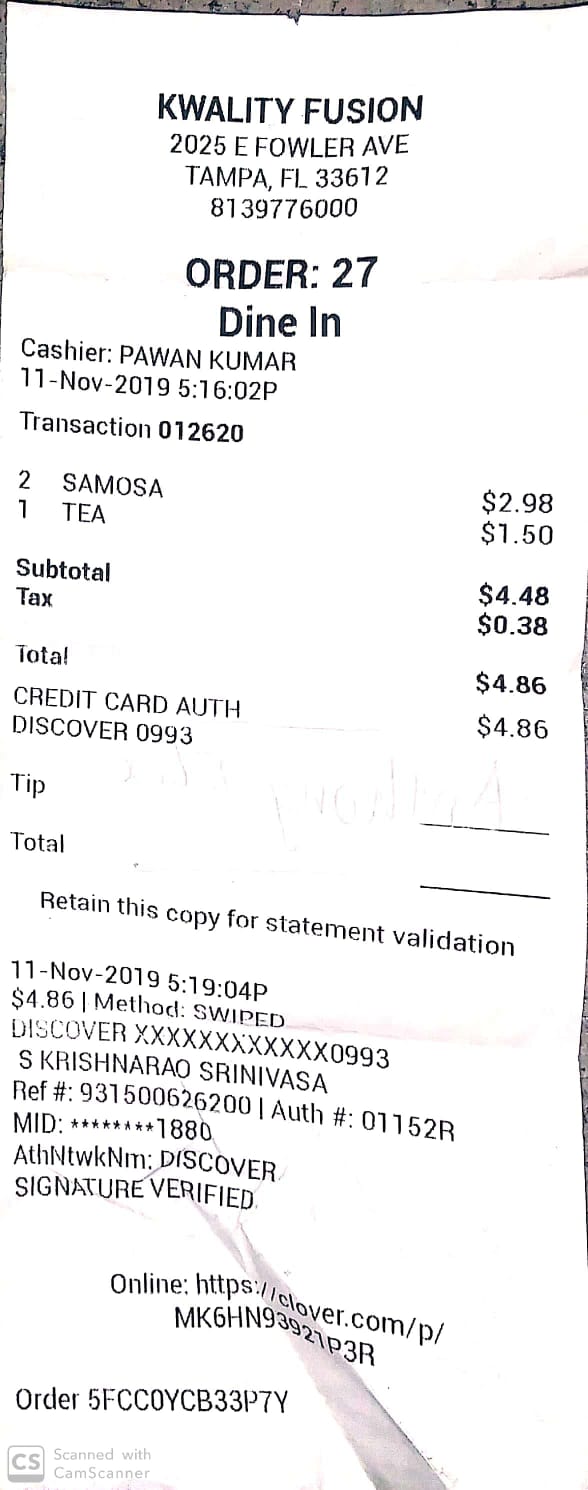 KWALITY FUSION
2025 E FOWLER AVE
TAMPA, FL 33612
8139776000
ORDER: 27
Dine In
Cashier: PAWAN KUMAR
11-Nov-2019 5:16:02P
Transaction 012620
2 SAMOSA $2.98
1 TEA $1.50
Subtotal $4.48
Tax $0.38
Total $4.86
CREDIT CARD AUTH $4.86
DISCOVER 0993
Tip
Total
Retain this copy for statement validation
11-Nov-2019 5:19:04P
$4.86 | Method: SWIPED
DISCOVER XXXXXXXXXXXX0993
S KRISHNARAO SRINIVASA
Ref #: 931500626200 | Auth #: 01152R
MID: ********1880
AthNtwkNm: DISCOVER
SIGNATURE VERIFIED
Online: https://clover.com/p/
MK6HN93921P3R
Order 5FCC0YCB33P7Y
CS Scanned with
CamScanner